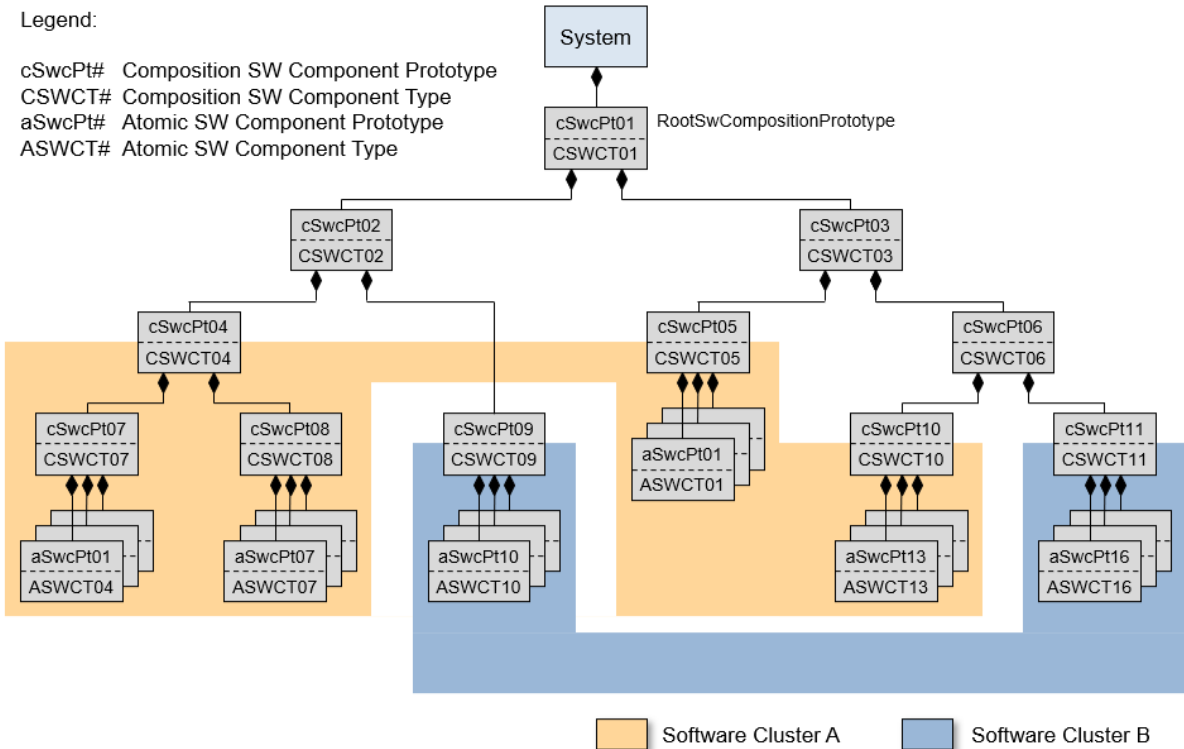 Legend:
cSwcPt# Composition SW Component Prototype
CSWCT# Composition SW Component Type
aSwcPt# Atomic SW Component Prototype
ASWCT# Atomic SW Component Type
System
cSwcPt01
CSWCT01
RootSwCompositionPrototype
cSwcPt02
CSWCT02
cSwcPt03
CSWCT03
cSwcPt04
CSWCT04
cSwcPt05
CSWCT05
cSwcPt06
CSWCT06
cSwcPt07
CSWCT07
cSwcPt08
CSWCT08
cSwcPt09
CSWCT09
aSwcPt01
ASWCT01
cSwcPt10
CSWCT10
cSwcPt11
CSWCT11
aSwcPt01
ASWCT04
aSwcPt07
ASWCT07
aSwcPt10
ASWCT10
aSwcPt13
ASWCT13
aSwcPt16
ASWCT16
Software Cluster A
Software Cluster B